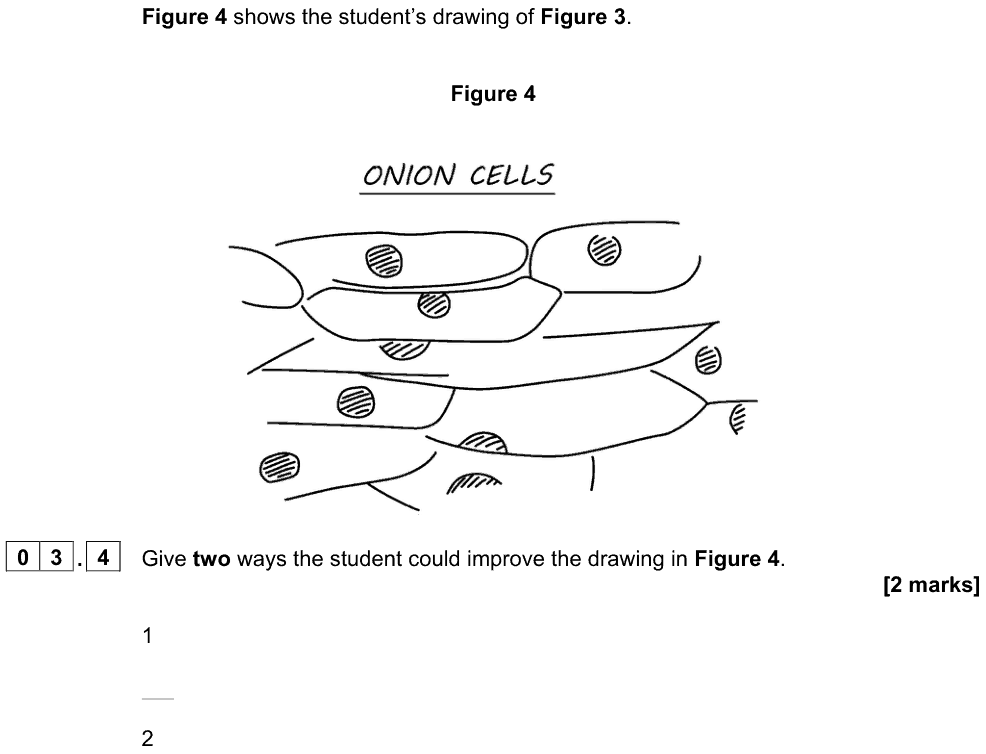 Figure 4 shows the student’s drawing of Figure 3.
Figure 4
ONION CELLS
0 3 . 4 Give two ways the student could improve the drawing in Figure 4.
[2 marks]
1
2